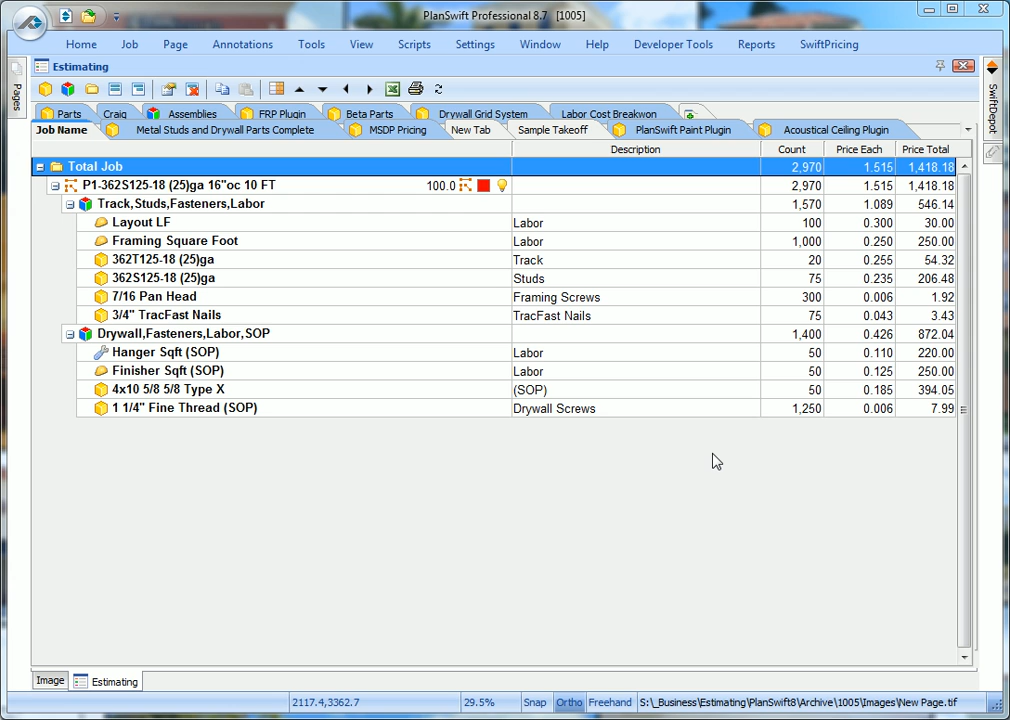 PlanSwift Professional 8.7 [1005]
Home Job Page Annotations Tools View Scripts Settings Window Help Developer Tools Reports SwiftPricing
Pages
Estimating
SwiftDepot
Parts Craig Assemblies FRP Plugin Beta Parts Drywall Grid System Labor Cost Breakwon
Job Name Metal Studs and Drywall Parts Complete MSDP Pricing New Tab Sample Takeoff PlanSwift Paint Plugin Acoustical Ceiling Plugin
Description Count Price Each Price Total
Total Job 2,970 1.515 1,418.18
P1-362S125-18 (25)ga 16"oc 10 FT 100.0 2,970 1.515 1,418.18
Track,Studs,Fasteners,Labor 1,570 1.089 546.14
Layout LF Labor 100 0.300 30.00
Framing Square Foot Labor 1,000 0.250 250.00
362T125-18 (25)ga Track 20 0.255 54.32
362S125-18 (25)ga Studs 75 0.235 206.48
7/16 Pan Head Framing Screws 300 0.006 1.92
3/4" TracFast Nails TracFast Nails 75 0.043 3.43
Drywall,Fasteners,Labor,SOP 1,400 0.426 872.04
Hanger Sqft (SOP) Labor 50 0.110 220.00
Finisher Sqft (SOP) Labor 50 0.125 250.00
4x10 5/8 5/8 Type X (SOP) 50 0.185 394.05
1 1/4" Fine Thread (SOP) Drywall Screws 1,250 0.006 7.99
Image Estimating
2117.4,3362.7 29.5% Snap Ortho Freehand S:\_Business\Estimating\PlanSwift8\Archive\1005\Images\New Page.tif